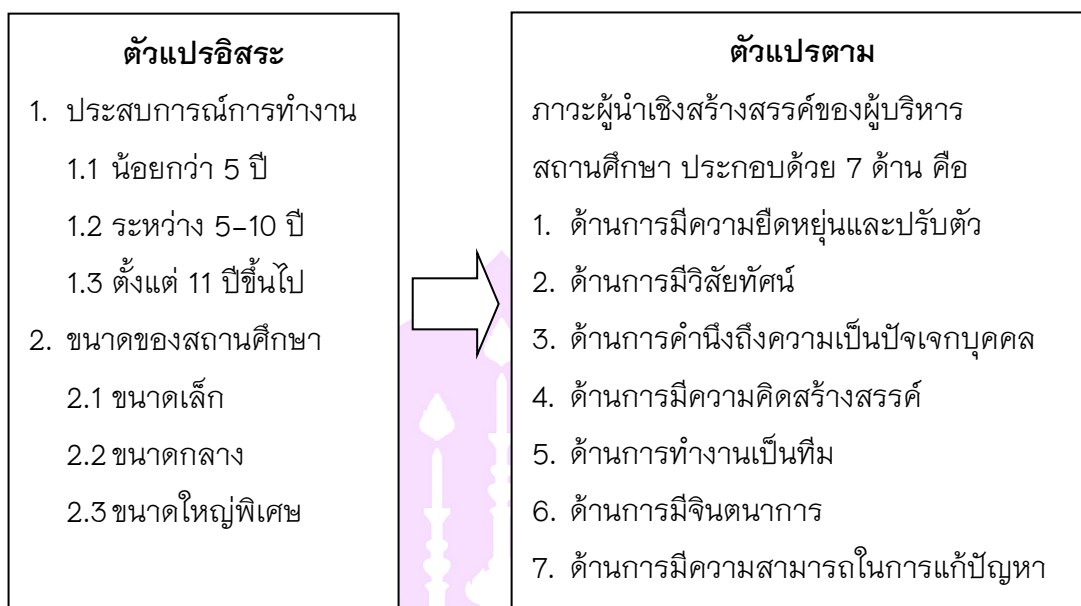 ตัวแปรอิสระ
1. ประสบการณ์การทำงาน
1.1 น้อยกว่า 5 ปี
1.2 ระหว่าง 5–10 ปี
1.3 ตั้งแต่ 11 ปีขึ้นไป
2. ขนาดของสถานศึกษา
2.1 ขนาดเล็ก
2.2 ขนาดกลาง
2.3 ขนาดใหญ่พิเศษ
ตัวแปรตาม
ภาวะผู้นำเชิงสร้างสรรค์ของผู้บริหาร
สถานศึกษา ประกอบด้วย 7 ด้าน คือ
1. ด้านการมีความยืดหยุ่นและปรับตัว
2. ด้านการมีวิสัยทัศน์
3. ด้านการคำนึงถึงความเป็นปัจเจกบุคคล
4. ด้านการมีความคิดสร้างสรรค์
5. ด้านการทำงานเป็นทีม
6. ด้านการมีจินตนาการ
7. ด้านการมีความสามารถในการแก้ปัญหา